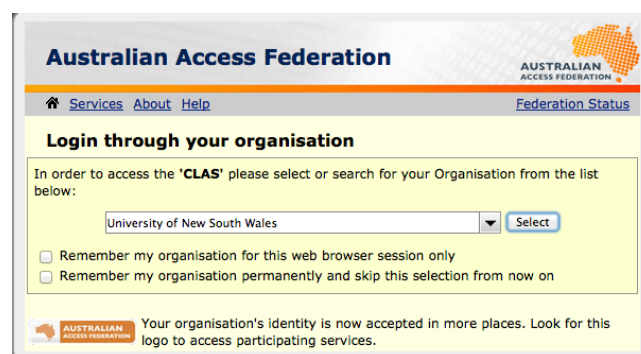 Australian Access Federation
AUSTRALIAN
ACCESS FEDERATION
Services About Help
Federation Status
Login through your organisation
In order to access the 'CLAS' please select or search for your Organisation from the list
below:
University of New South Wales
Select
Remember my organisation for this web browser session only
Remember my organisation permanently and skip this selection from now on
AUSTRALIAN
ACCESS FEDERATION
Your organisation's identity is now accepted in more places. Look for this
logo to access participating services.